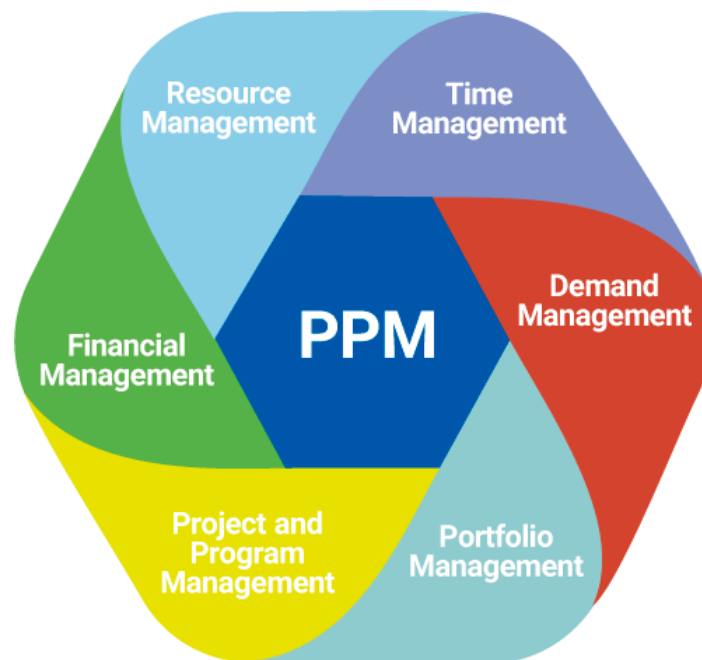 Resource
Management
Time
Management
Demand
Management
Portfolio
Management
Project and
Program
Management
Financial
Management
PPM